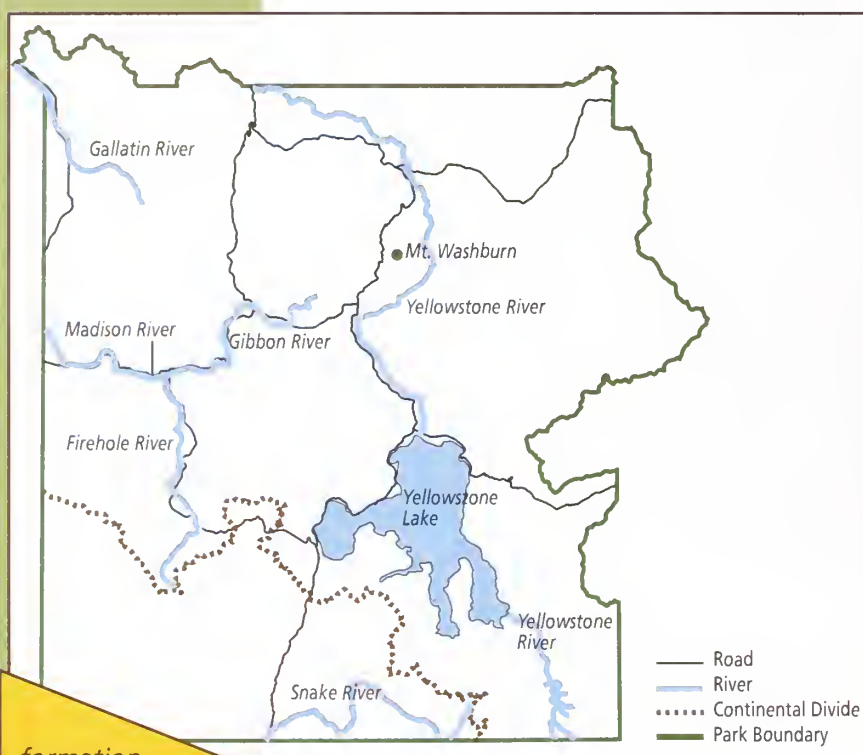 Gallatin River
Mt. Washburn
Yellowstone River
Madison River
Gibbon River
Firehole River
Yellowstone
Lake
Yellowstone
River
Snake River
Road
River
Continental Divide
Park Boundary
formation